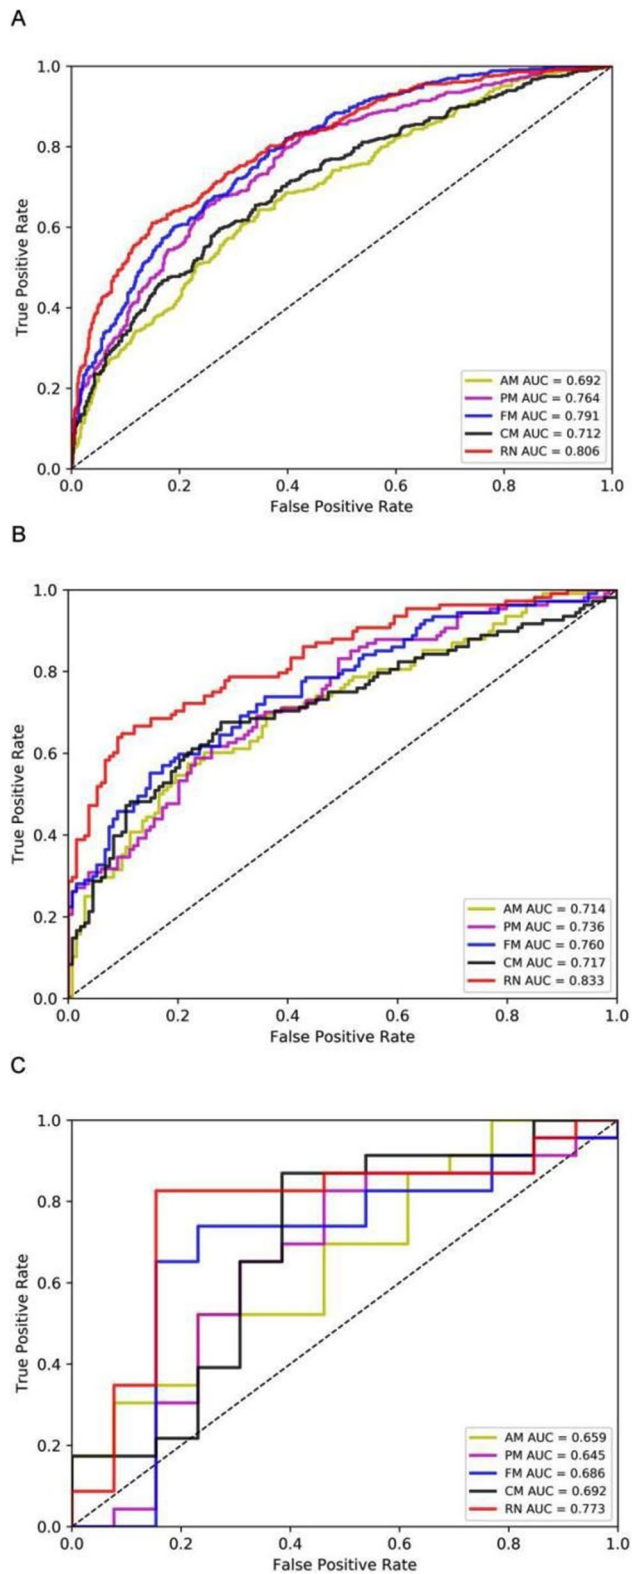 A
1.0
0.8
0.6
0.4
0.2
0.0
True Positive Rate
AM AUC = 0.692
PM AUC = 0.764
FM AUC = 0.791
CM AUC = 0.712
RN AUC = 0.806
0.0 0.2 0.4 0.6 0.8 1.0
False Positive Rate
B
1.0
0.8
0.6
0.4
0.2
0.0
True Positive Rate
AM AUC = 0.714
PM AUC = 0.736
FM AUC = 0.760
CM AUC = 0.717
RN AUC = 0.833
0.0 0.2 0.4 0.6 0.8 1.0
False Positive Rate
C
1.0
0.8
0.6
0.4
0.2
0.0
True Positive Rate
AM AUC = 0.659
PM AUC = 0.645
FM AUC = 0.686
CM AUC = 0.692
RN AUC = 0.773
0.0 0.2 0.4 0.6 0.8 1.0
False Positive Rate